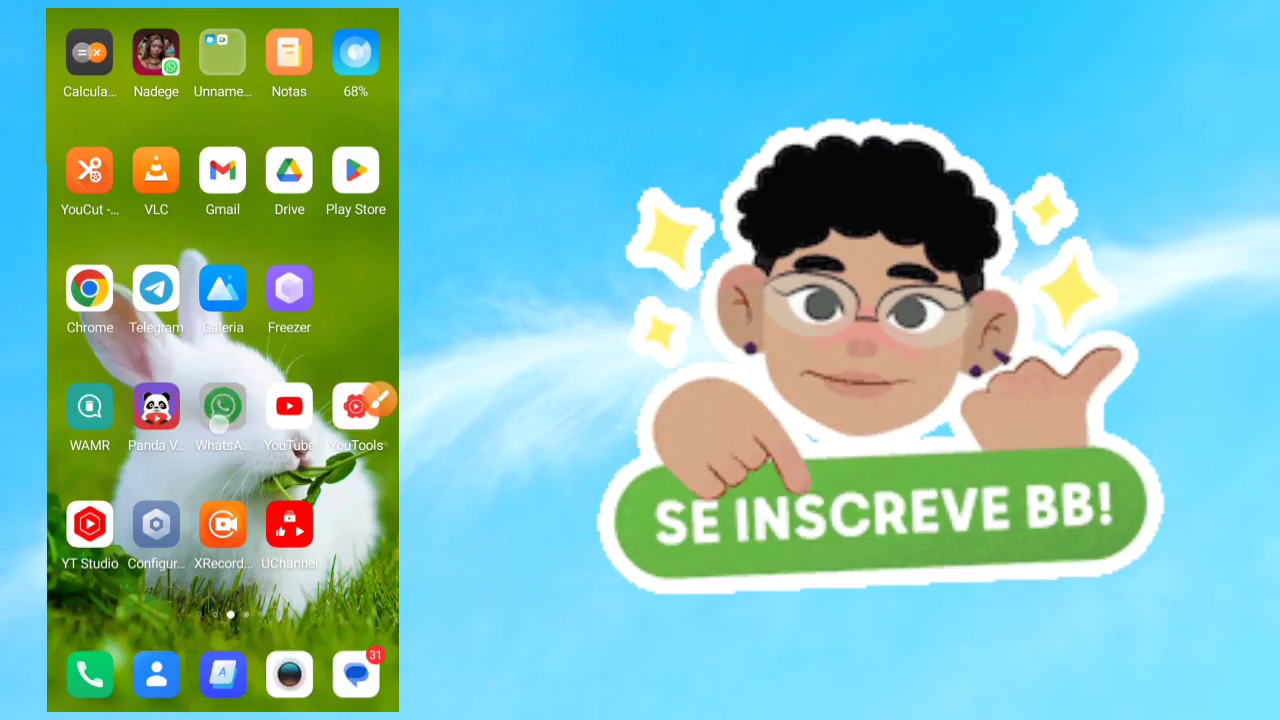 Calcula... Nadege Unname... Notas 68%
YouCut -... VLC Gmail Drive Play Store
Chrome Telegram Galeria Freezer
WAMR Panda V... WhatsA... YouTube YouTools
YT Studio Configur... XRecord... UChannel
31
A
SE INSCREVE BB!